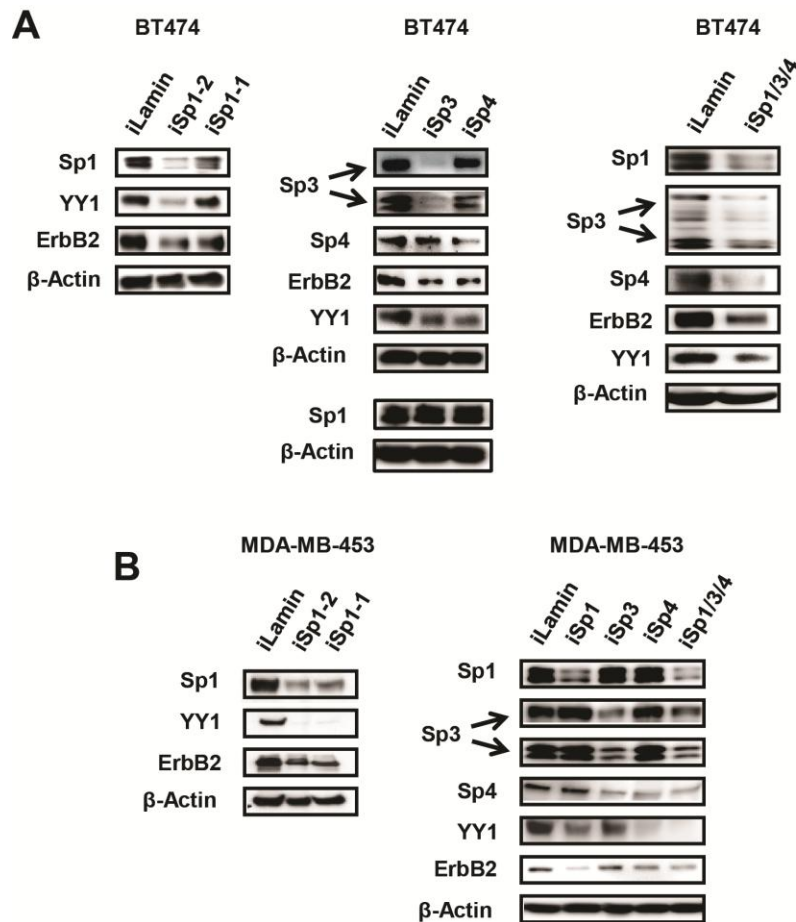 A
BT474
iLamin
iSp1-2
iSp1-1
Sp1
YY1
ErbB2
β-Actin
BT474
iLamin
iSp3
iSp4
Sp3
Sp4
ErbB2
YY1
β-Actin
Sp1
β-Actin
BT474
iLamin
iSp1/3/4
Sp1
Sp3
Sp4
ErbB2
YY1
β-Actin
B
MDA-MB-453
iLamin
iSp1-2
iSp1-1
Sp1
YY1
ErbB2
β-Actin
MDA-MB-453
iLamin
iSp1
iSp3
iSp4
iSp1/3/4
Sp1
Sp3
Sp4
YY1
ErbB2
β-Actin